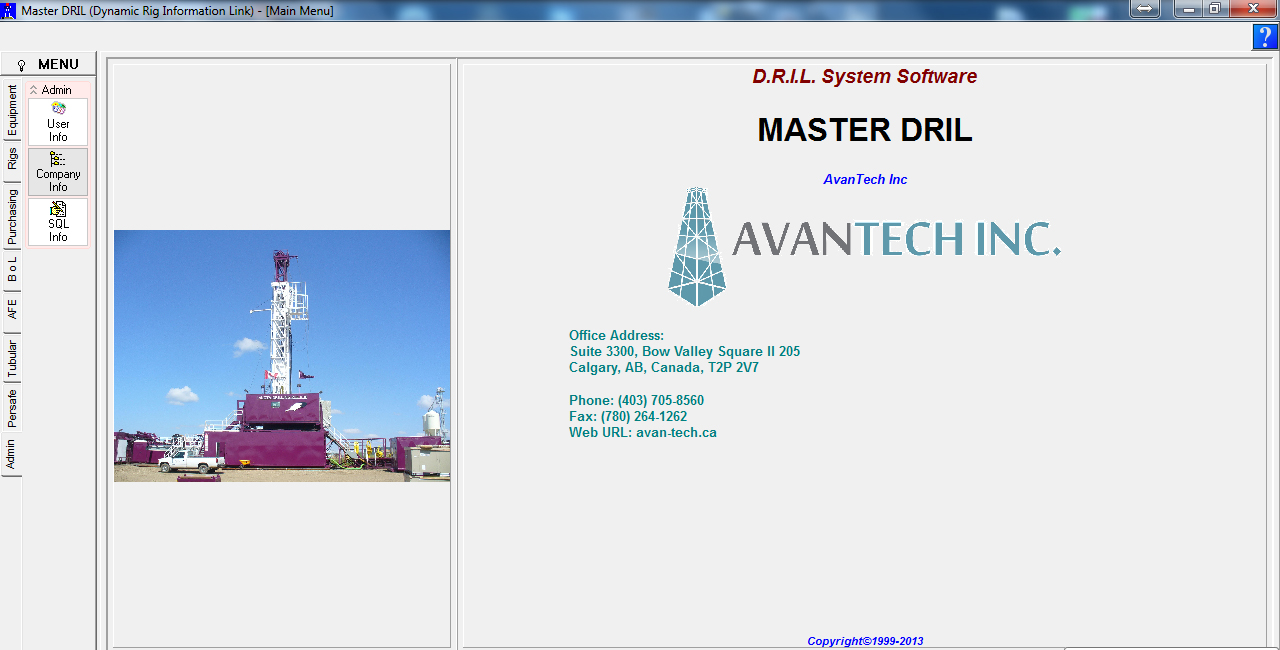 Master DRIL (Dynamic Rig Information Link) - [Main Menu]
?
MENU
Equipment
Rigs
Purchasing
B o L
AFE
Tubular
Persafe
Admin
Admin
User
Info
Company
Info
SQL
Info
D.R.I.L. System Software
MASTER DRIL
AvanTech Inc
AVANTECH INC.
Office Address:
Suite 3300, Bow Valley Square II 205
Calgary, AB, Canada, T2P 2V7
Phone: (403) 705-8560
Fax: (780) 264-1262
Web URL: avan-tech.ca
Copyright©1999-2013